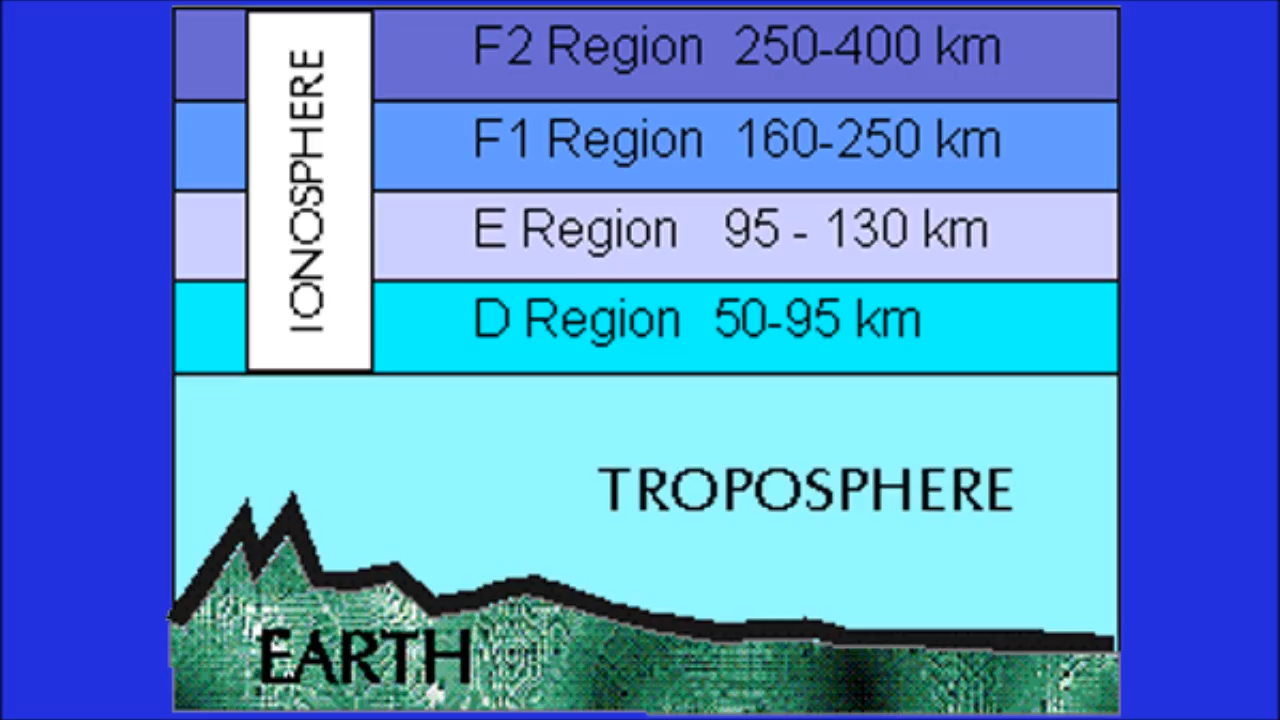 IONOSPHERE
F2 Region 250-400 km
F1 Region 160-250 km
E Region 95 - 130 km
D Region 50-95 km
TROPOSPHERE
EARTH